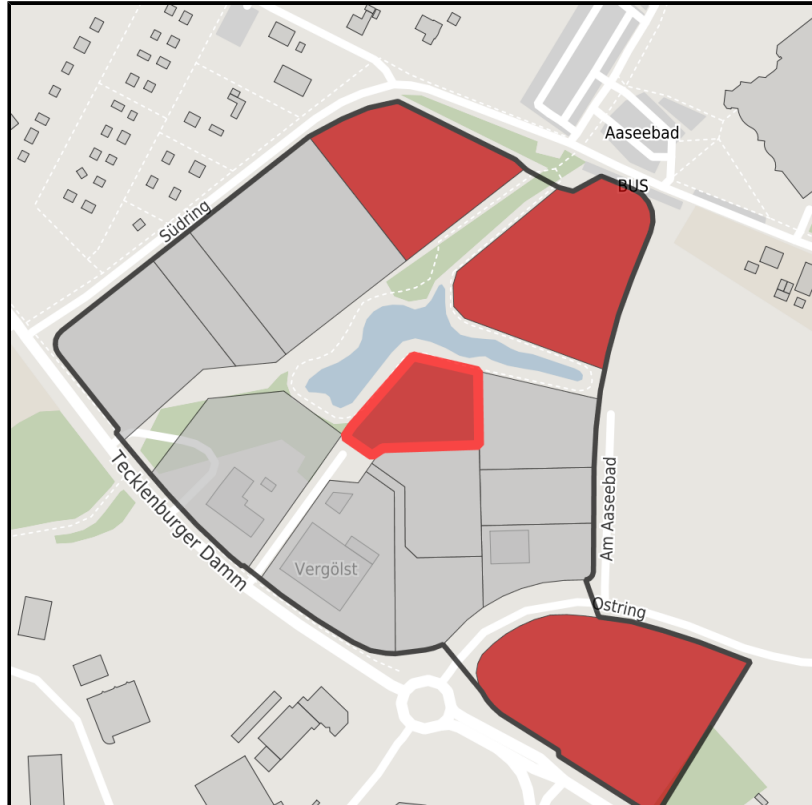 Aaseebad
BUS
Südring
Tecklenburger Damm
Vergölst
Am Aaseebad
Ostring